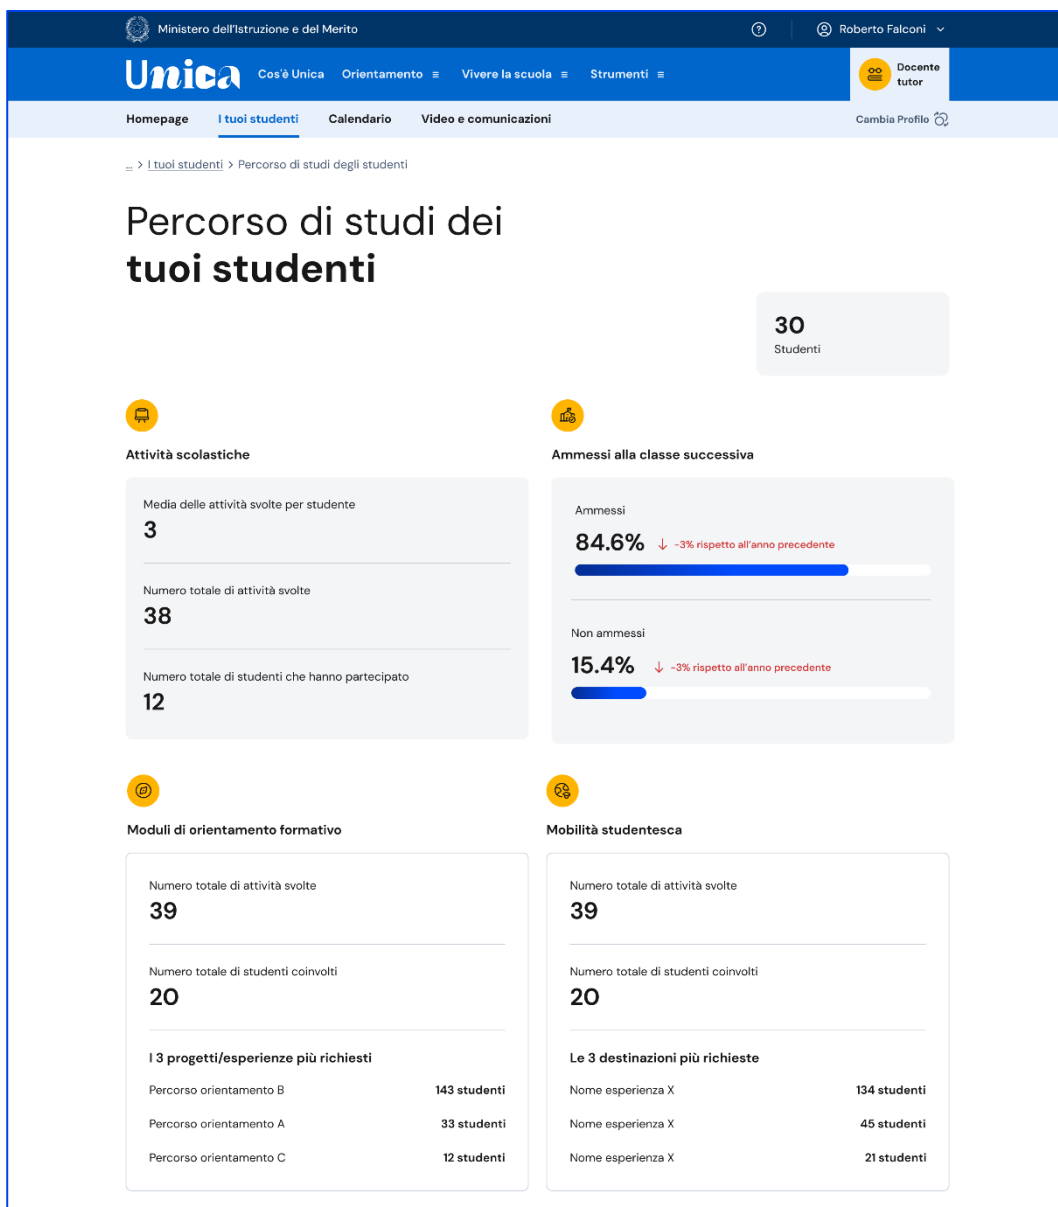 Ministero dell'Istruzione e del Merito
Roberto Falconi
Unica
Cos'è Unica
Orientamento
Vivere la scuola
Strumenti
Docente
tutor
Homepage
I tuoi studenti
Calendario
Video e comunicazioni
Cambia Profilo
... > I tuoi studenti > Percorso di studi degli studenti
Percorso di studi dei
tuoi studenti
30
Studenti
Attività scolastiche
Media delle attività svolte per studente
3
Numero totale di attività svolte
38
Numero totale di studenti che hanno partecipato
12
Ammessi alla classe successiva
Ammessi
84.6% ↓ -3% rispetto all'anno precedente
Non ammessi
15.4% ↓ -3% rispetto all'anno precedente
Moduli di orientamento formativo
Numero totale di attività svolte
39
Numero totale di studenti coinvolti
20
I 3 progetti/esperienze più richiesti
Percorso orientamento B 143 studenti
Percorso orientamento A 33 studenti
Percorso orientamento C 12 studenti
Mobilità studentesca
Numero totale di attività svolte
39
Numero totale di studenti coinvolti
20
Le 3 destinazioni più richieste
Nome esperienza X 134 studenti
Nome esperienza X 45 studenti
Nome esperienza X 21 studenti